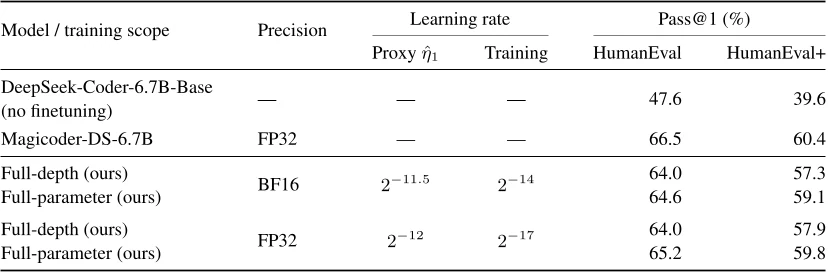 Model / training scope Precision Learning rate Pass@1 (%)
Proxy η̂₁ Training HumanEval HumanEval+
DeepSeek-Coder-6.7B-Base
(no finetuning) — — — 47.6 39.6
Magicoder-DS-6.7B FP32 — — 66.5 60.4
Full-depth (ours) 64.0 57.3
BF16 2^−11.5 2^−14
Full-parameter (ours) 64.6 59.1
Full-depth (ours) 64.0 57.9
FP32 2^−12 2^−17
Full-parameter (ours) 65.2 59.8